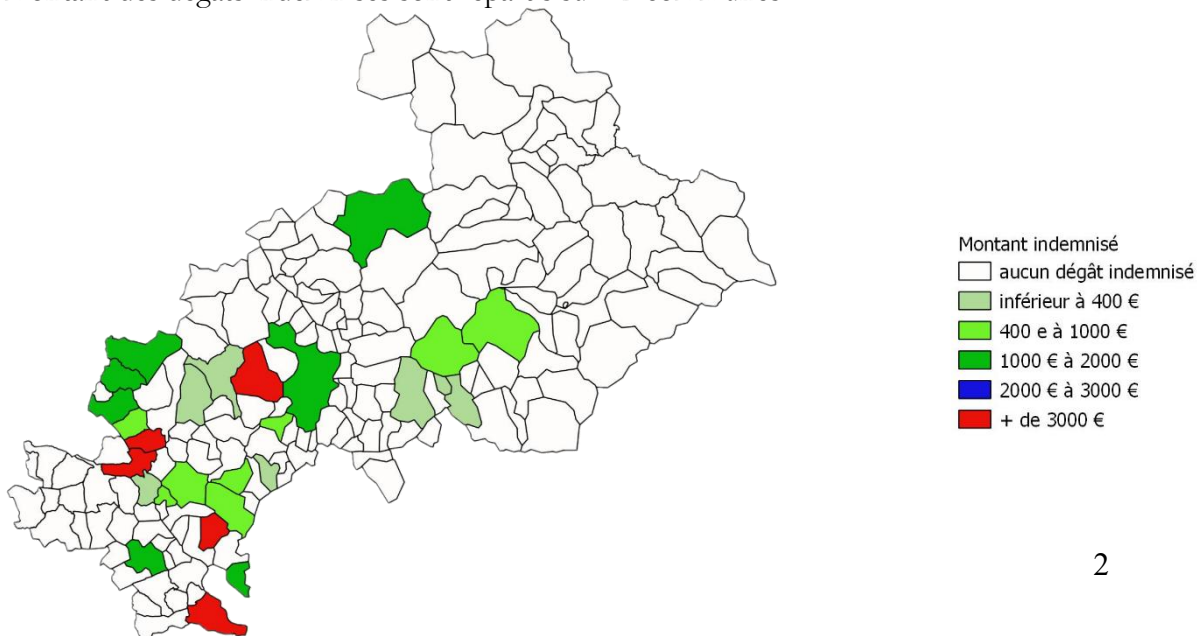 Montant indemnisé
aucun dégât indemnisé
inférieur à 400 €
400 e à 1000 €
1000 € à 2000 €
2000 € à 3000 €
+ de 3000 €
2